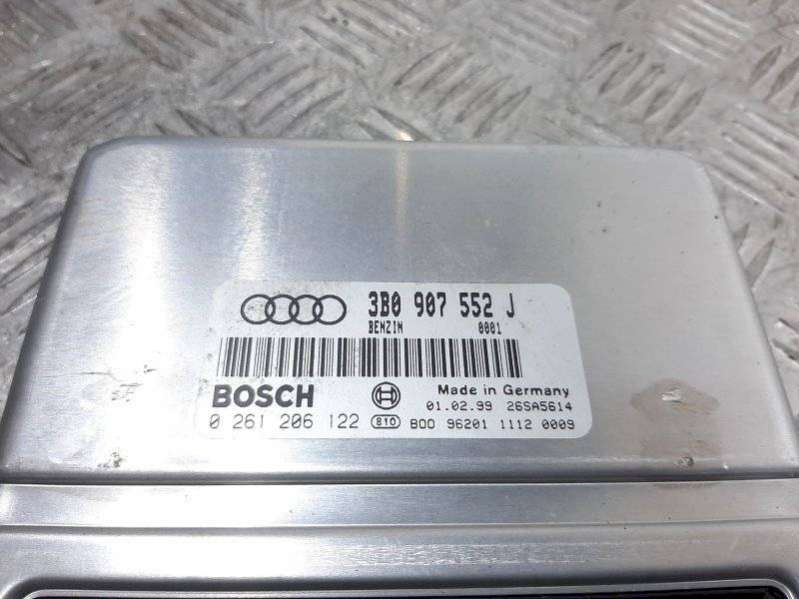 3B0 907 552 J
BENZIN 0001
BOSCH Made in Germany
01.02.99 26SA5614
0 261 206 122 810 B00 96201 1112 0009